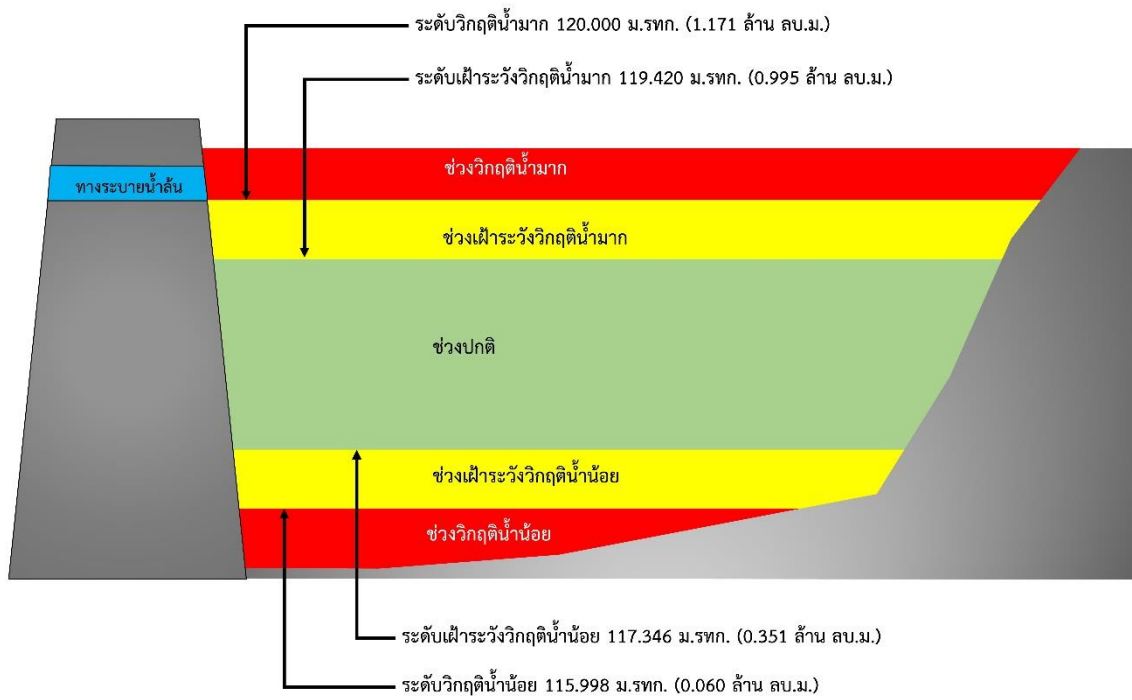 ระดับวิกฤติน้ำมาก 120.000 ม.รทก. (1.171 ล้าน ลบ.ม.)
ระดับเฝ้าระวังวิกฤติน้ำมาก 119.420 ม.รทก. (0.995 ล้าน ลบ.ม.)
ช่วงวิกฤติน้ำมาก
ทางระบายน้ำล้น
ช่วงเฝ้าระวังวิกฤติน้ำมาก
ช่วงปกติ
ช่วงเฝ้าระวังวิกฤติน้ำน้อย
ช่วงวิกฤติน้ำน้อย
ระดับเฝ้าระวังวิกฤติน้ำน้อย 117.346 ม.รทก. (0.351 ล้าน ลบ.ม.)
ระดับวิกฤติน้ำน้อย 115.998 ม.รทก. (0.060 ล้าน ลบ.ม.)